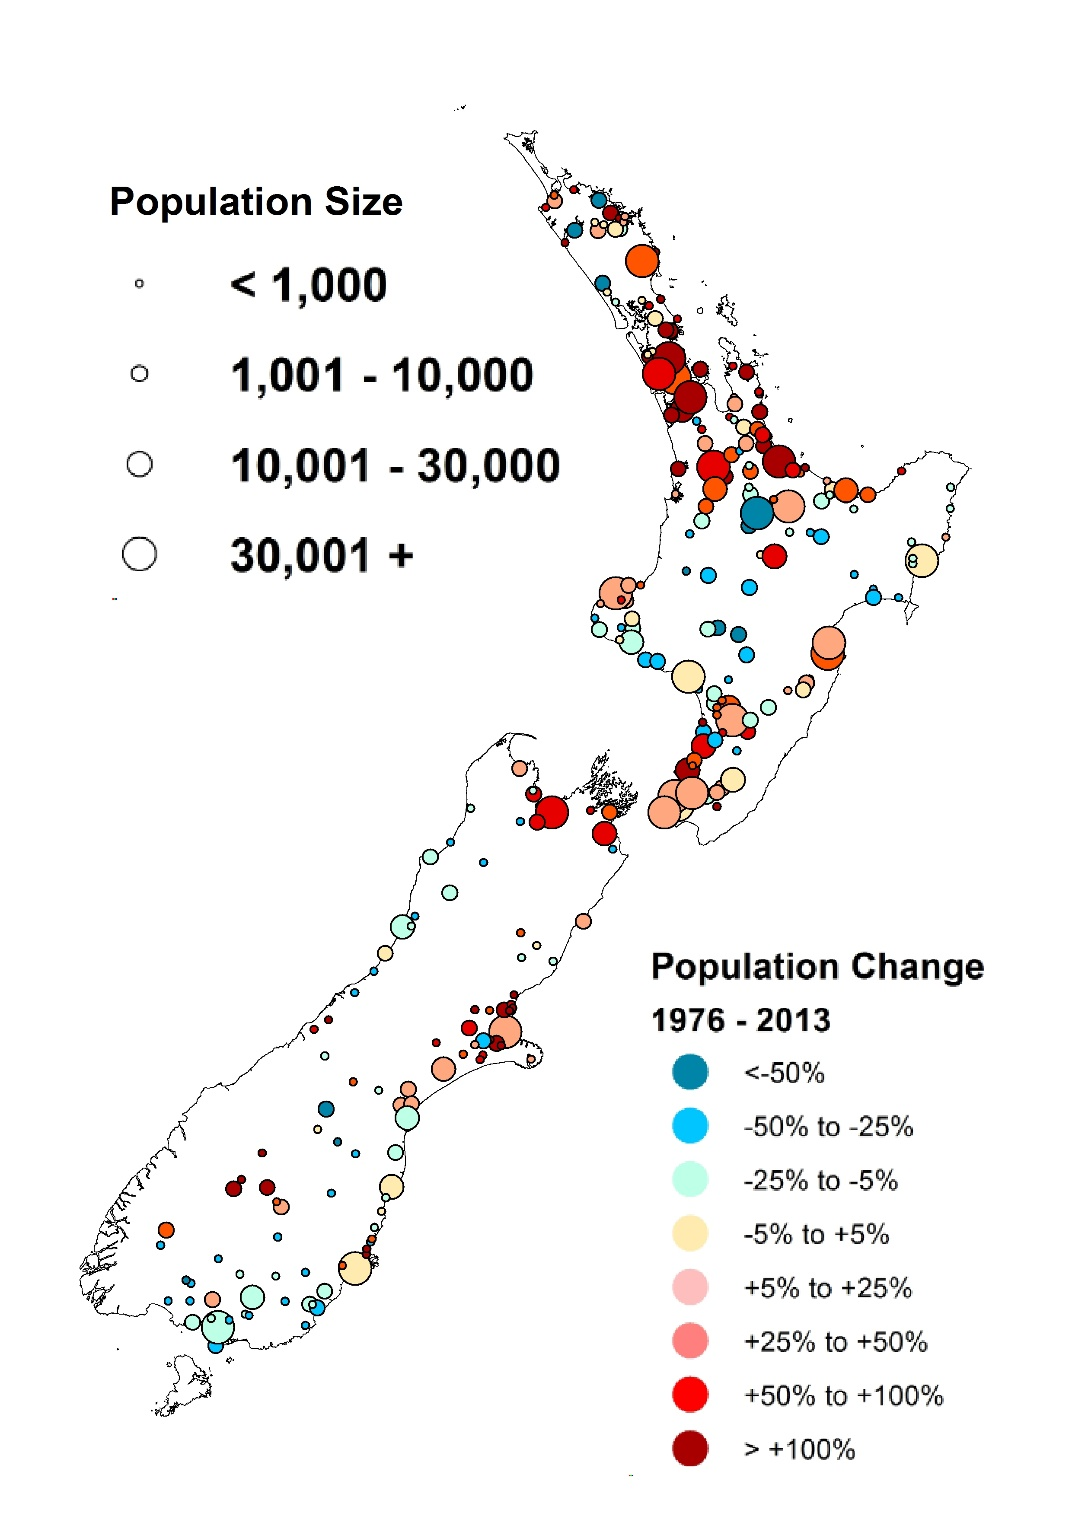 Population Size
< 1,000
1,001 - 10,000
10,001 - 30,000
30,001 +
Population Change
1976 - 2013
<-50%
-50% to -25%
-25% to -5%
-5% to +5%
+5% to +25%
+25% to +50%
+50% to +100%
> +100%